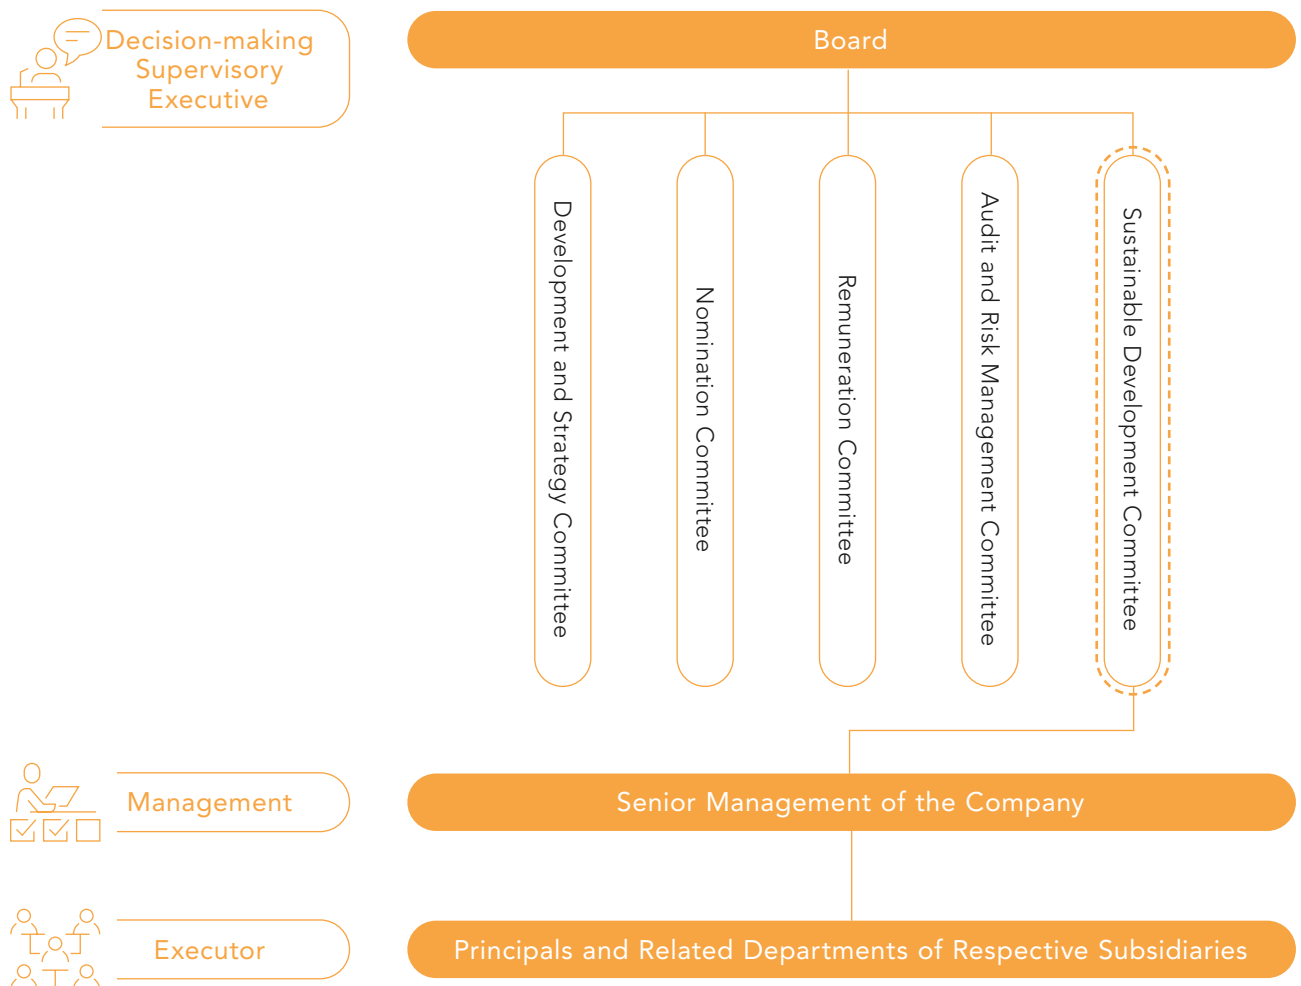 Decision-making
Supervisory
Executive
Board
Development and Strategy Committee
Nomination Committee
Remuneration Committee
Audit and Risk Management Committee
Sustainable Development Committee
Management
Senior Management of the Company
Executor
Principals and Related Departments of Respective Subsidiaries